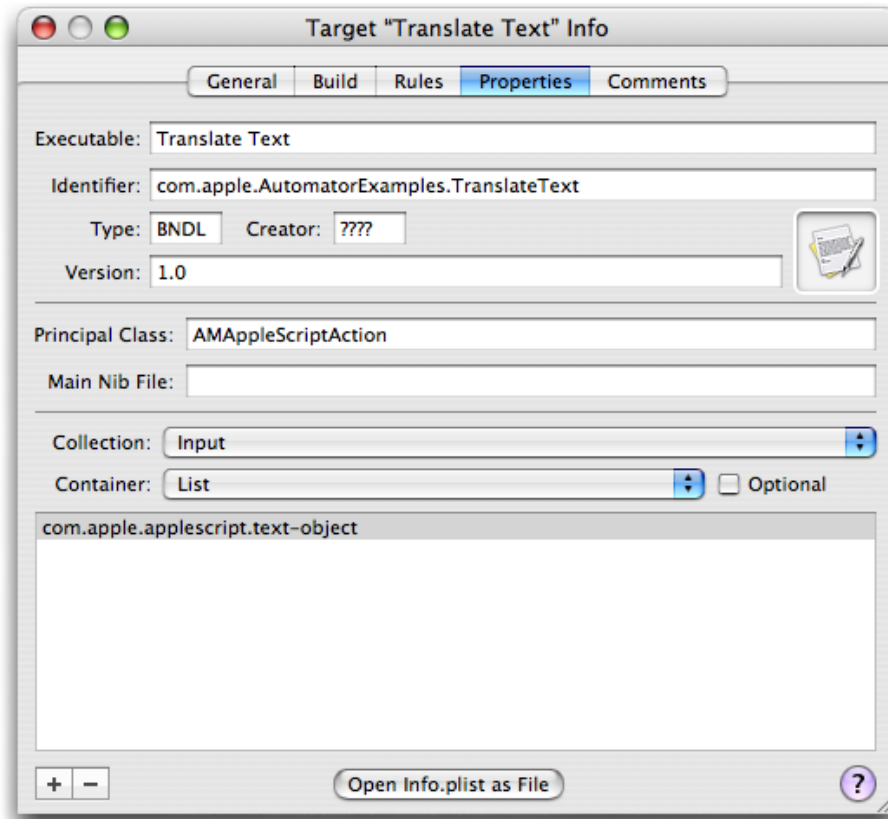 Target “Translate Text” Info
General Build Rules Properties Comments
Executable: Translate Text
Identifier: com.apple.AutomatorExamples.TranslateText
Type: BNDL Creator: ????
Version: 1.0
Principal Class: AMAppleScriptAction
Main Nib File:
Collection: Input
Container: List Optional
com.apple.applescript.text-object
+ − Open Info.plist as File ?